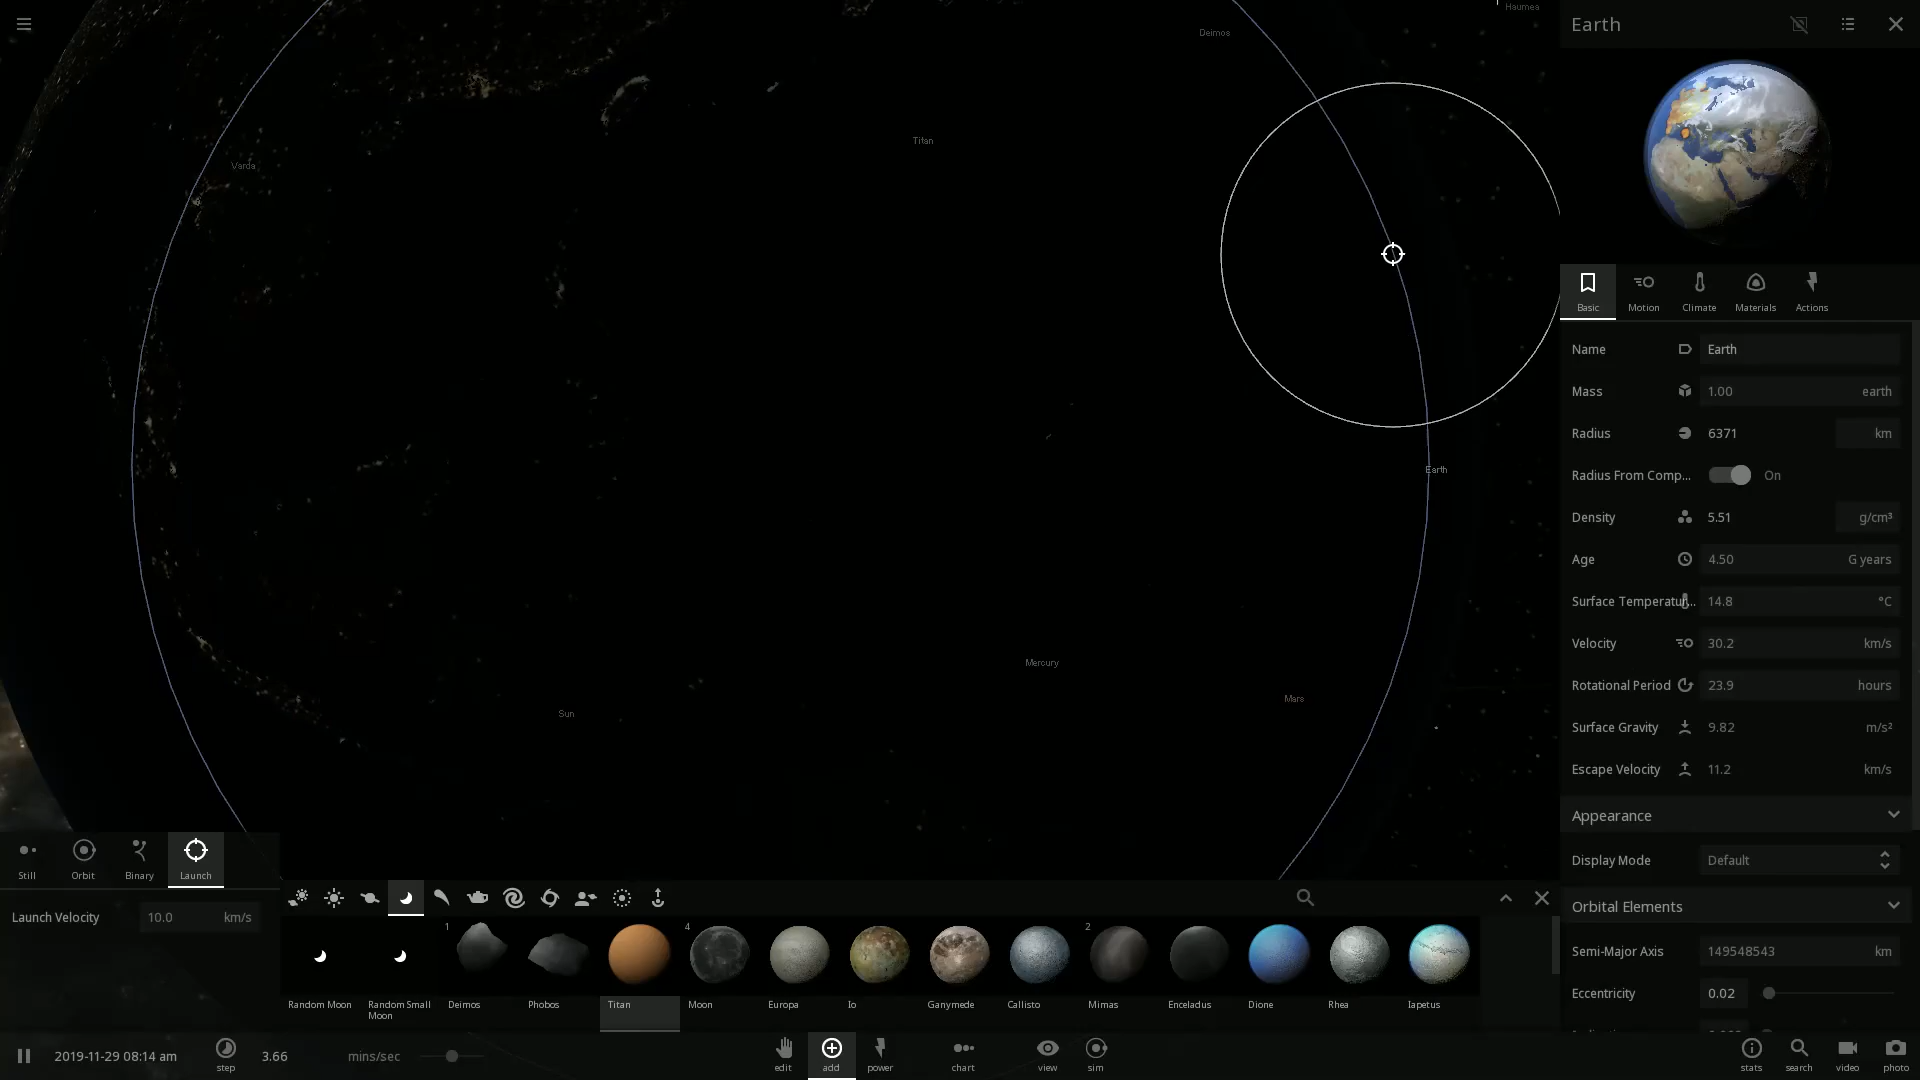 Haumea
Earth
Deimos
Titan
Varda
Basic
Motion
Climate
Materials
Actions
Name
Earth
Mass
1.00
earth
Radius
6371
km
Radius From Comp...
On
Earth
Density
5.51
g/cm³
Age
4.50
G years
Surface Temperatur...
14.8
°C
Velocity
30.2
km/s
Mercury
Rotational Period
23.9
hours
Mars
Sun
Surface Gravity
9.82
m/s²
Escape Velocity
11.2
km/s
Appearance
Display Mode
Default
Orbital Elements
Semi-Major Axis
149548543
km
Eccentricity
0.02
Still
Orbit
Binary
Launch
Launch Velocity
10.0
km/s
1
4
2
Random Moon
Random Small
Moon
Deimos
Phobos
Titan
Moon
Europa
Io
Ganymede
Callisto
Mimas
Enceladus
Dione
Rhea
Iapetus
2019-11-29 08:14 am
step
3.66
mins/sec
edit
add
power
chart
view
sim
stats
search
video
photo